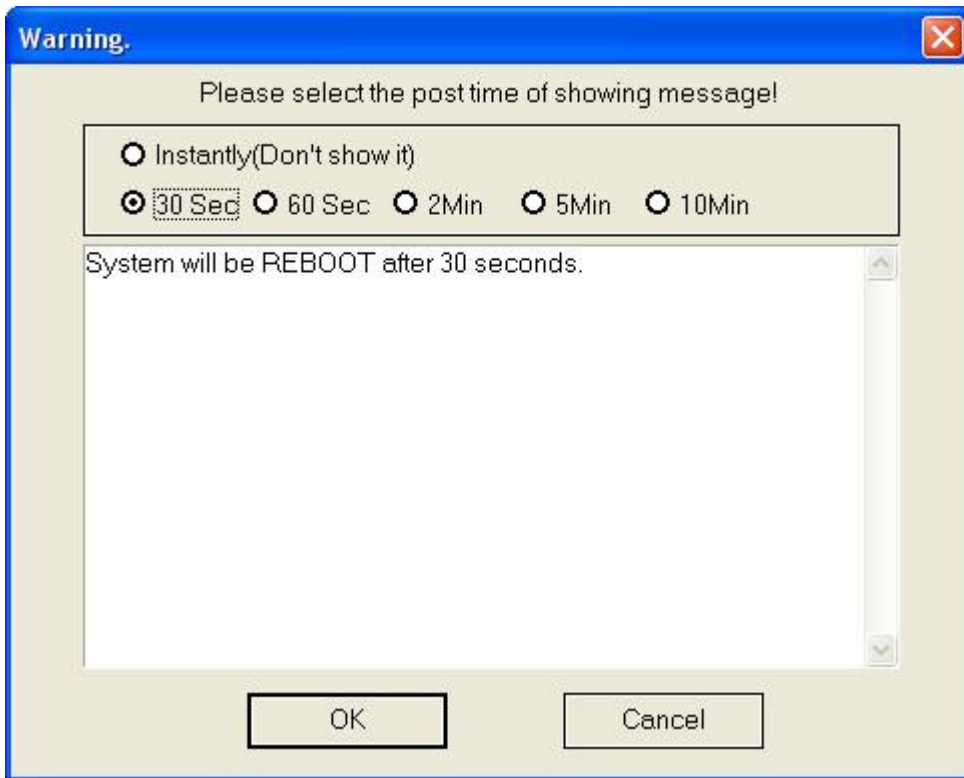 Warning.
Please select the post time of showing message!
Instantly(Don't show it)
30 Sec 60 Sec 2Min 5Min 10Min
System will be REBOOT after 30 seconds.
OK Cancel